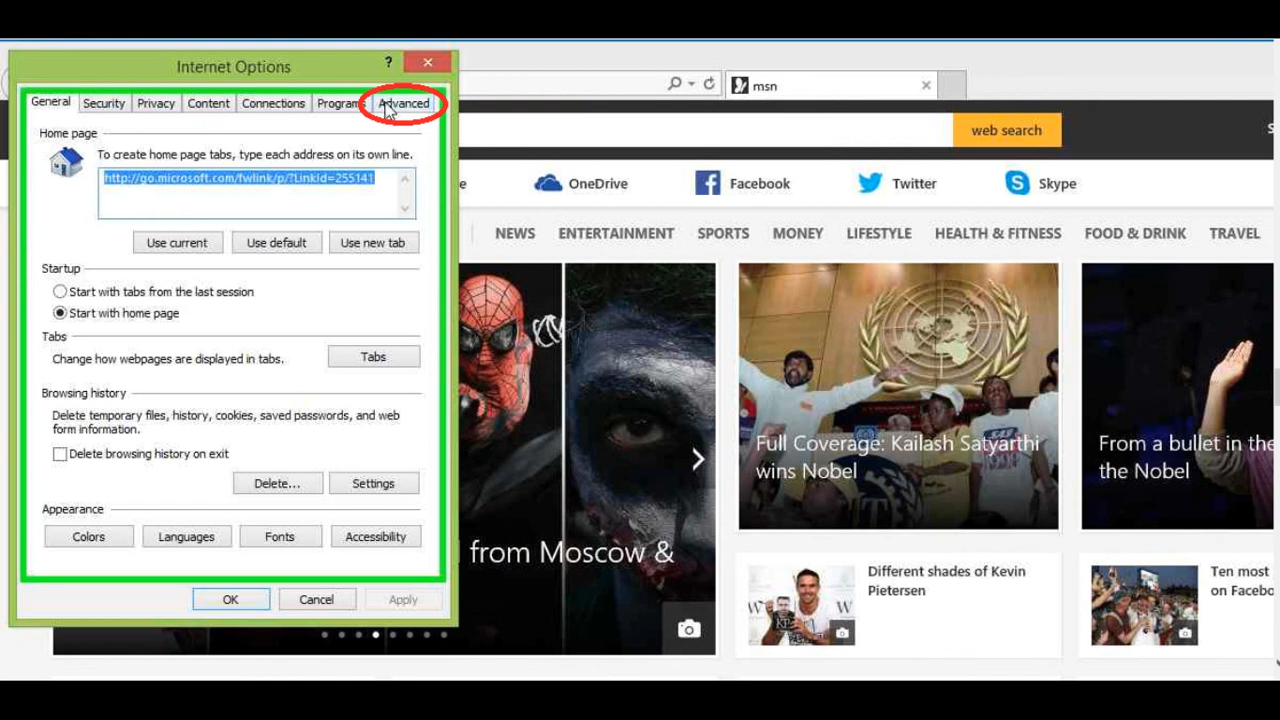 Internet Options
?
General Security Privacy Content Connections Programs Advanced
Home page
To create home page tabs, type each address on its own line.
http://go.microsoft.com/fwlink/p/?LinkId=255141
Use current Use default Use new tab
Startup
Start with tabs from the last session
Start with home page
Tabs
Change how webpages are displayed in tabs.
Tabs
Browsing history
Delete temporary files, history, cookies, saved passwords, and web
form information.
Delete browsing history on exit
Delete... Settings
Appearance
Colors Languages Fonts Accessibility
OK Cancel Apply
msn
web search
OneDrive Facebook Twitter Skype
NEWS ENTERTAINMENT SPORTS MONEY LIFESTYLE HEALTH & FITNESS FOOD & DRINK TRAVEL
from Moscow &
Full Coverage: Kailash Satyarthi
wins Nobel
From a bullet in the
the Nobel
Different shades of Kevin
Pietersen
Ten most
on Facebo